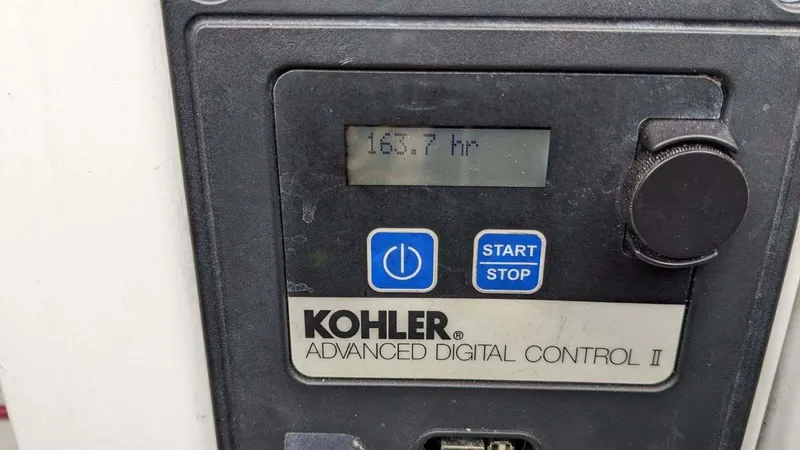 163.7 hr
START
STOP
KOHLER®
ADVANCED DIGITAL CONTROL II